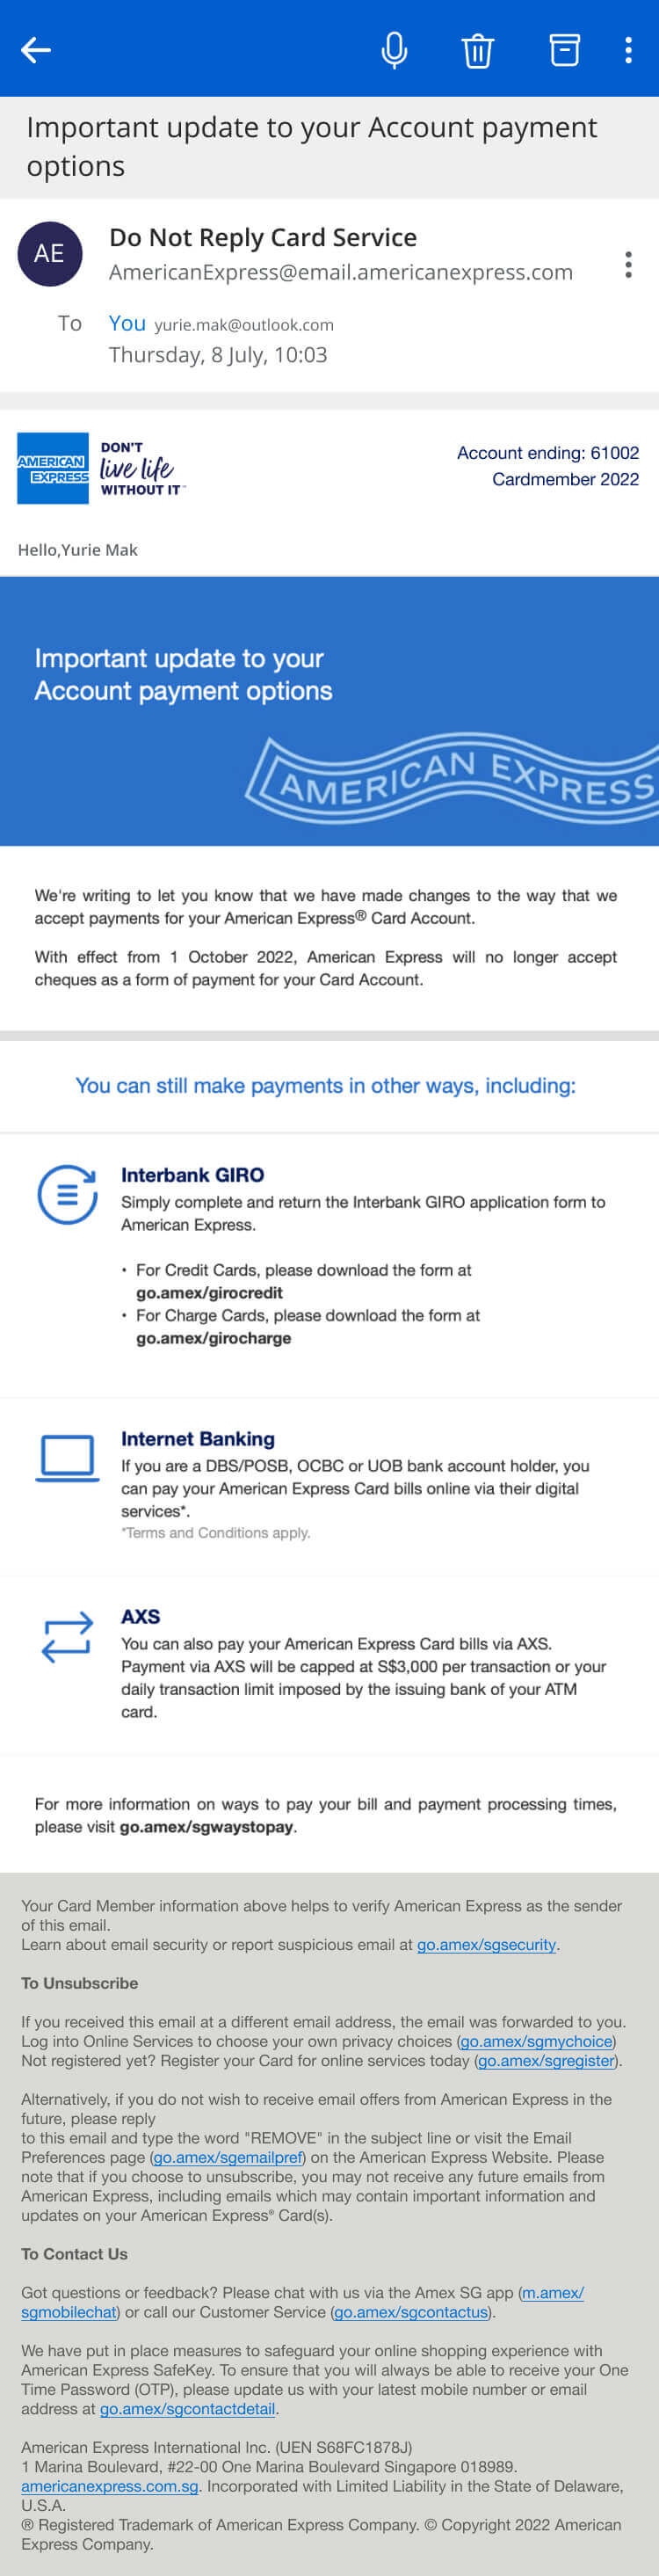 Important update to your Account payment
options
AE
Do Not Reply Card Service
AmericanExpress@email.americanexpress.com
To You yurie.mak@outlook.com
Thursday, 8 July, 10:03
AMERICAN
EXPRESS
DON'T
live life
WITHOUT IT™
Account ending: 61002
Cardmember 2022
Hello,Yurie Mak
Important update to your
Account payment options
AMERICAN EXPRESS
We're writing to let you know that we have made changes to the way that we
accept payments for your American Express® Card Account.
With effect from 1 October 2022, American Express will no longer accept
cheques as a form of payment for your Card Account.
You can still make payments in other ways, including:
Interbank GIRO
Simply complete and return the Interbank GIRO application form to
American Express.
• For Credit Cards, please download the form at
go.amex/girocredit
• For Charge Cards, please download the form at
go.amex/girocharge
Internet Banking
If you are a DBS/POSB, OCBC or UOB bank account holder, you
can pay your American Express Card bills online via their digital
services*.
*Terms and Conditions apply.
AXS
You can also pay your American Express Card bills via AXS.
Payment via AXS will be capped at S$3,000 per transaction or your
daily transaction limit imposed by the issuing bank of your ATM
card.
For more information on ways to pay your bill and payment processing times,
please visit go.amex/sgwaystopay.
Your Card Member information above helps to verify American Express as the sender
of this email.
Learn about email security or report suspicious email at go.amex/sgsecurity.
To Unsubscribe
If you received this email at a different email address, the email was forwarded to you.
Log into Online Services to choose your own privacy choices (go.amex/sgmychoice)
Not registered yet? Register your Card for online services today (go.amex/sgregister).
Alternatively, if you do not wish to receive email offers from American Express in the
future, please reply
to this email and type the word "REMOVE" in the subject line or visit the Email
Preferences page (go.amex/sgemailpref) on the American Express Website. Please
note that if you choose to unsubscribe, you may not receive any future emails from
American Express, including emails which may contain important information and
updates on your American Express® Card(s).
To Contact Us
Got questions or feedback? Please chat with us via the Amex SG app (m.amex/
sgmobilechat) or call our Customer Service (go.amex/sgcontactus).
We have put in place measures to safeguard your online shopping experience with
American Express SafeKey. To ensure that you will always be able to receive your One
Time Password (OTP), please update us with your latest mobile number or email
address at go.amex/sgcontactdetail.
American Express International Inc. (UEN S68FC1878J)
1 Marina Boulevard, #22-00 One Marina Boulevard Singapore 018989.
americanexpress.com.sg. Incorporated with Limited Liability in the State of Delaware,
U.S.A.
® Registered Trademark of American Express Company. © Copyright 2022 American
Express Company.